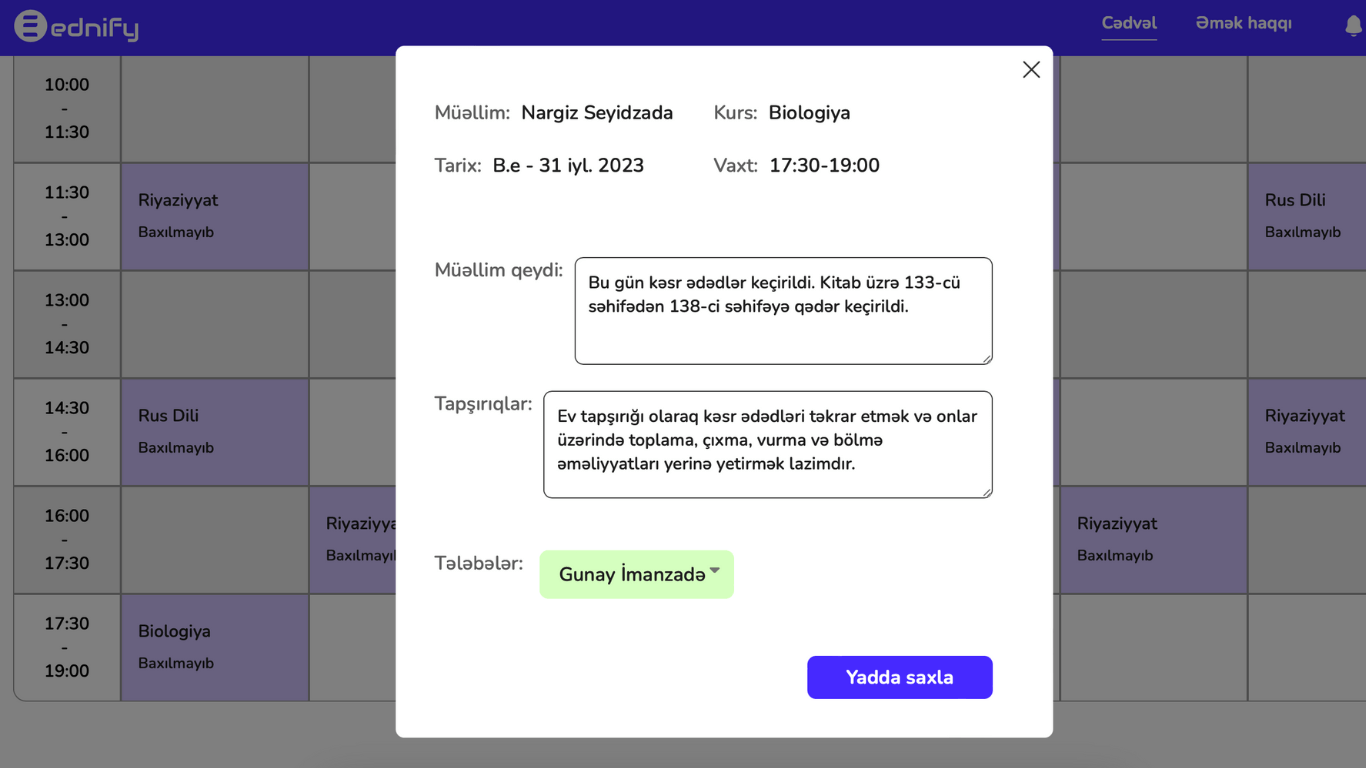 ednify
Cədvəl
Əmək haqqı
10:00
-
11:30
11:30
-
13:00
Riyaziyyat
Baxılmayıb
Rus Dili
Baxılmayıb
13:00
-
14:30
14:30
-
16:00
Rus Dili
Baxılmayıb
Riyaziyyat
Baxılmayıb
16:00
-
17:30
Riyaziyya
Baxılmayı
Riyaziyyat
Baxılmayıb
17:30
-
19:00
Biologiya
Baxılmayıb
Müəllim: Nargiz Seyidzada
Kurs: Biologiya
Tarix: B.e - 31 iyl. 2023
Vaxt: 17:30-19:00
Müəllim qeydi:
Bu gün kəsr ədədlər keçirildi. Kitab üzrə 133-cü
səhifədən 138-ci səhifəyə qədər keçirildi.
Tapşırıqlar:
Ev tapşırığı olaraq kəsr ədədləri təkrar etmək və onlar
üzərində toplama, çıxma, vurma və bölmə
əməliyyatları yerinə yetirmək lazimdır.
Tələbələr:
Gunay İmanzadə
Yadda saxla